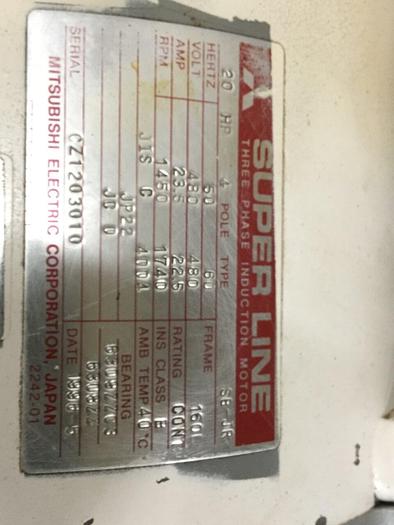 SUPER LINE
THREE PHASE INDUCTION MOTOR
20 HP 4 POLE TYPE SB-JR
HERTZ 50 60 FRAME 160L
VOLT 480 480 RATING CONT
AMP 23.5 22.5 INS CLASS E
RPM 1450 1740 AMB TEMP 40 °C
JIS C 4004 BEARING
JP22
JC 0
SERIAL CZ1203010 DATE 1996 5
MITSUBISHI ELECTRIC CORPORATION, JAPAN
2242-01